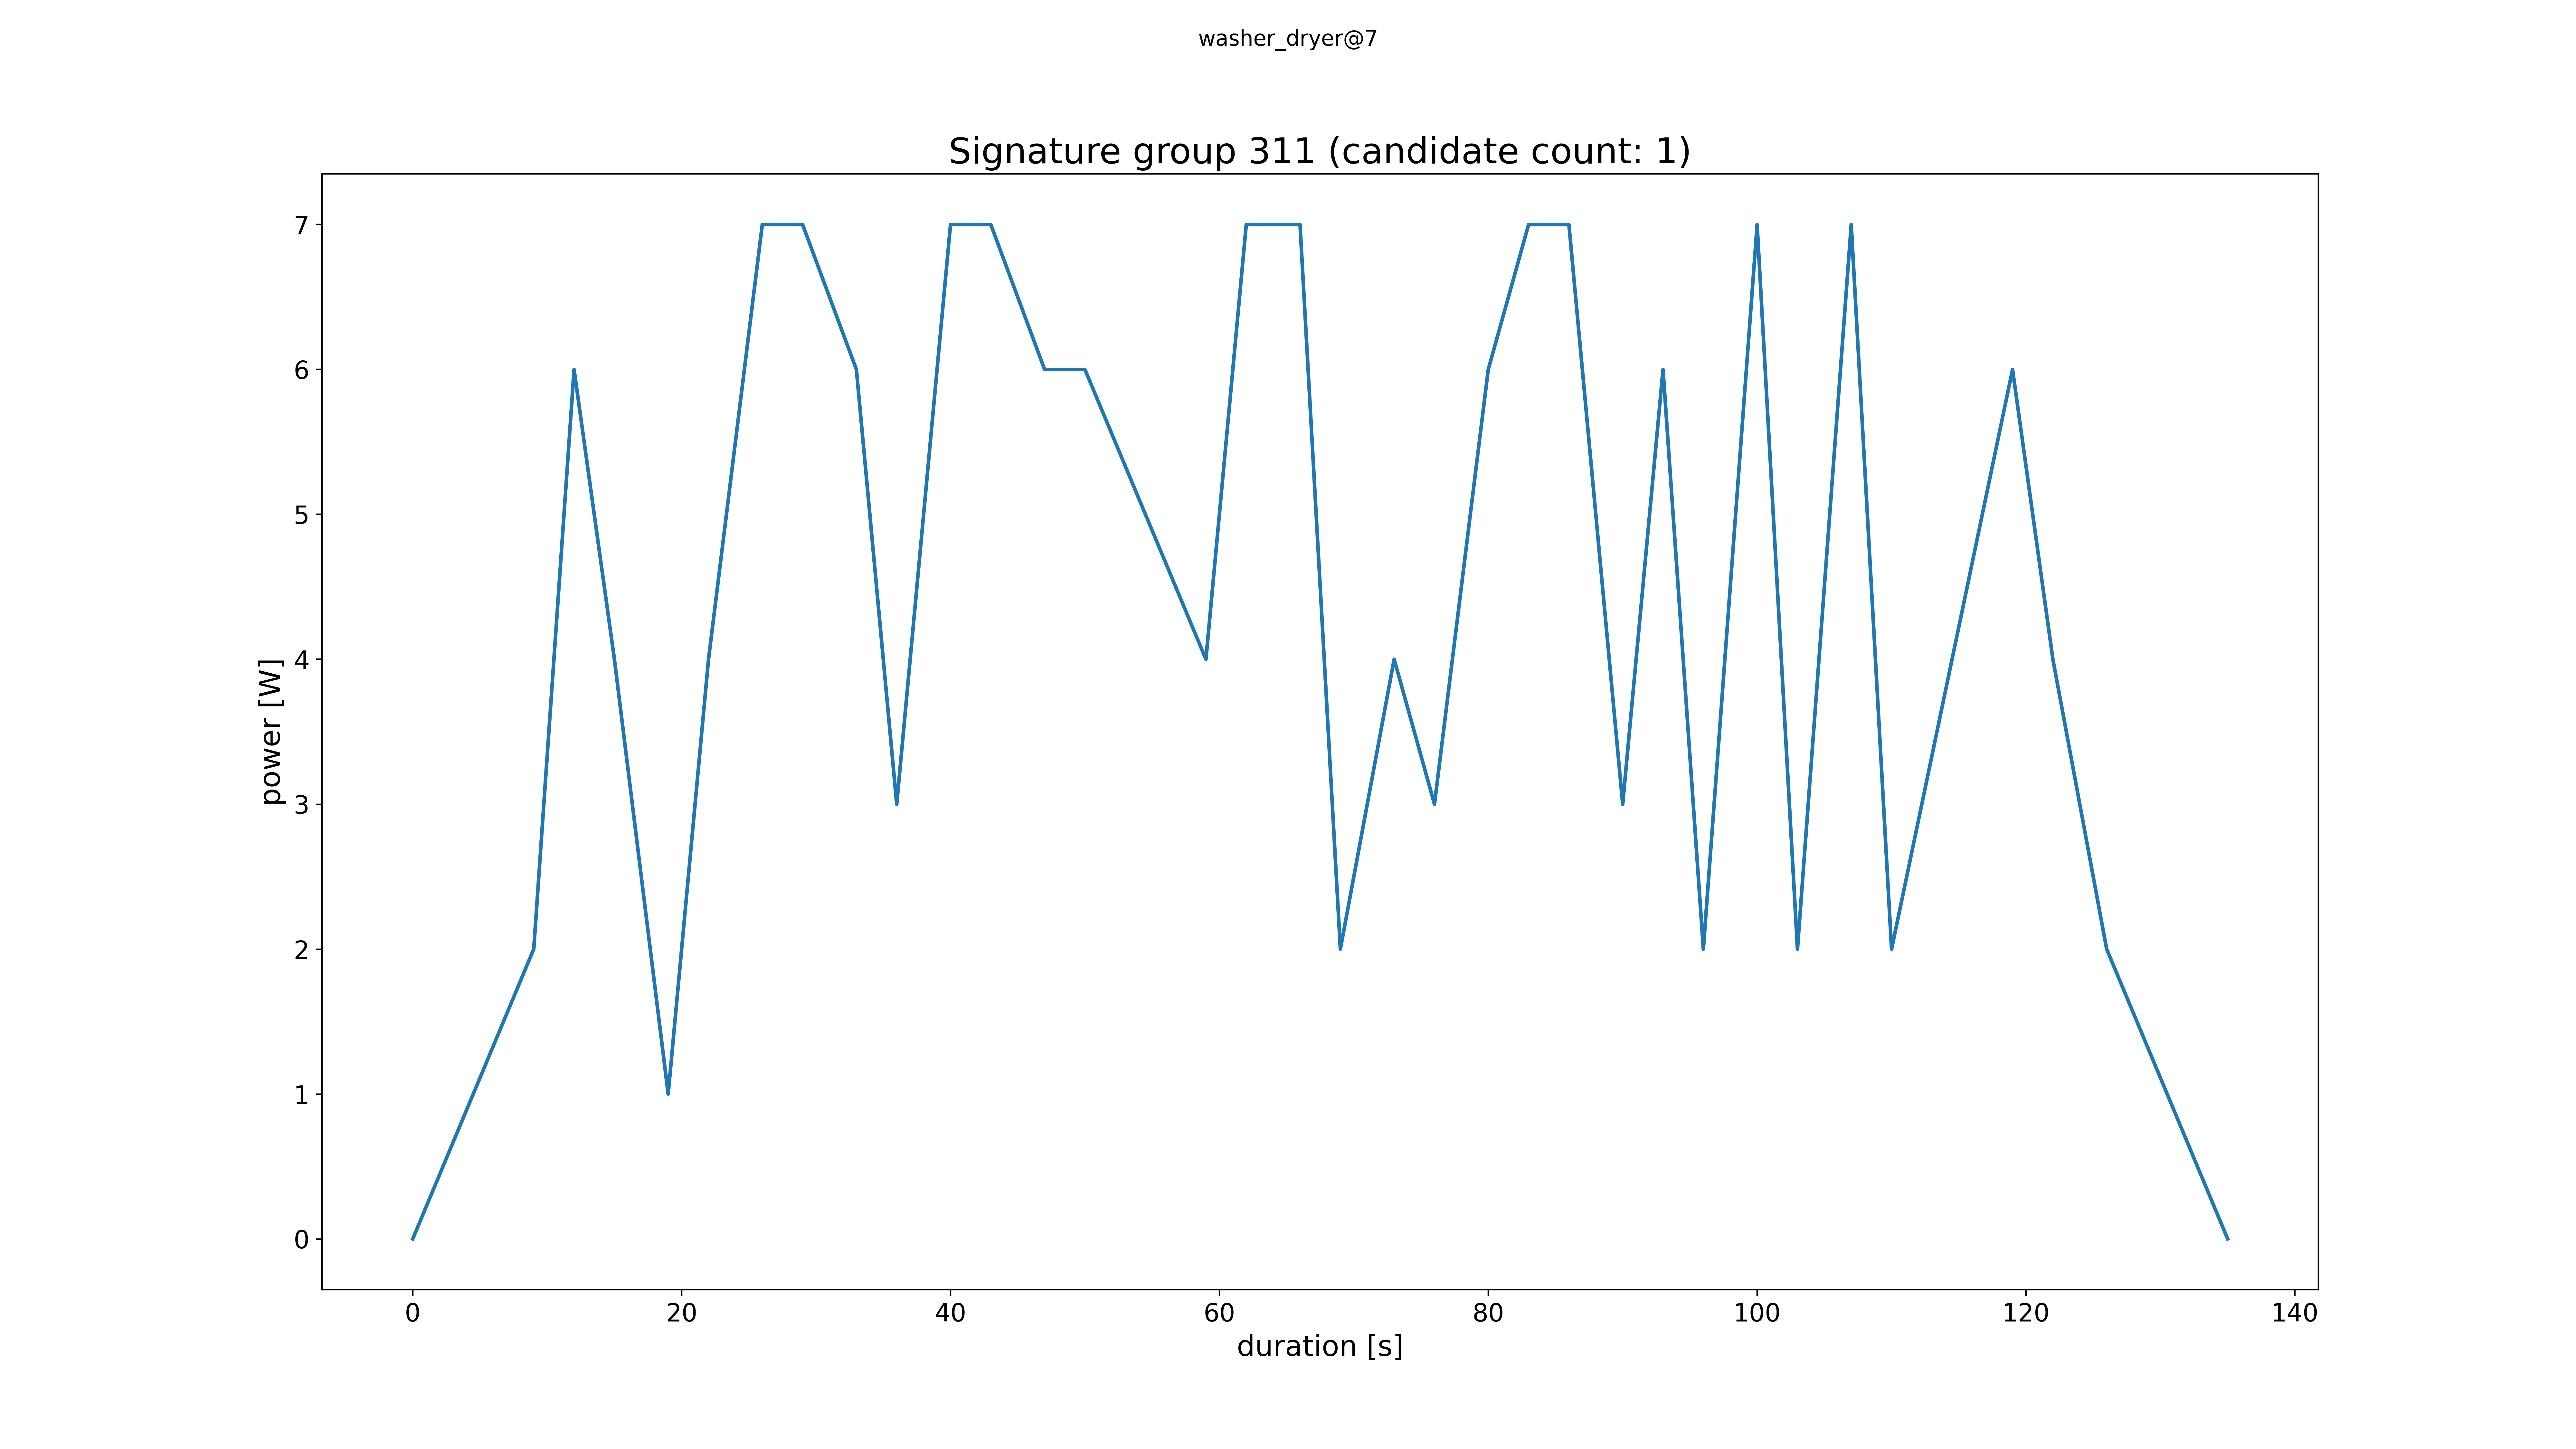 washer_dryer@7
Signature group 311 (candidate count: 1)
power [W]
7
6
5
4
3
2
1
0
0 20 40 60 80 100 120 140
duration [s]